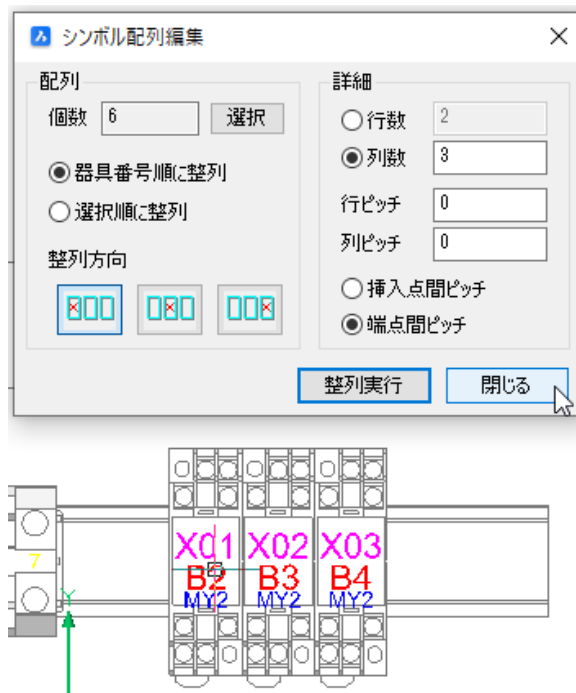 シンボル配列編集
配列
個数 6 選択
器具番号順に整列
選択順に整列
整列方向
詳細
行数 2
列数 3
行ピッチ 0
列ピッチ 0
挿入点間ピッチ
端点間ピッチ
整列実行 閉じる
X01 X02 X03
7
B2 B3 B4
MY2 MY2 MY2
Y